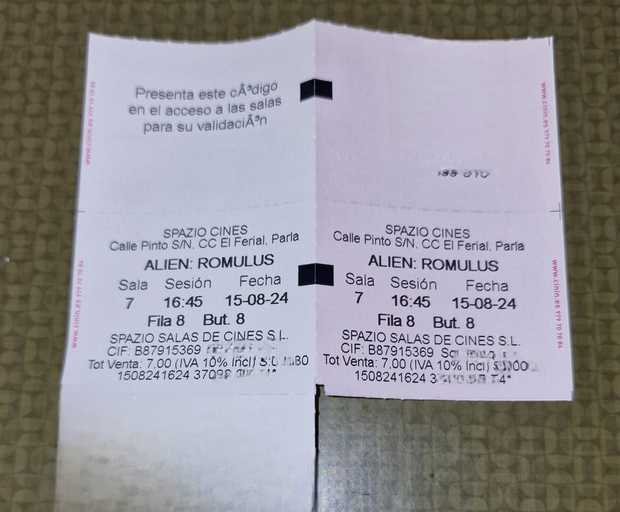 Presenta este cÃ³digo
en el acceso a las salas
para su validaciÃ³n
SPAZIO CINES
Calle Pinto S/N. CC El Ferial, Parla
ALIEN: ROMULUS
Sala Sesión Fecha
7 16:45 15-08-24
Fila 8 But. 8
SPAZIO SALAS DE CINES S.L.
CIF: B87915369
Tot Venta: 7,00 (IVA 10% Incl)
1508241624
SPAZIO CINES
Calle Pinto S/N. CC El Ferial, Parla
ALIEN: ROMULUS
Sala Sesión Fecha
7 16:45 15-08-24
Fila 8 But. 8
SPAZIO SALAS DE CINES S.L.
CIF: B87915369
Tot Venta: 7,00 (IVA 10% Incl)
1508241624